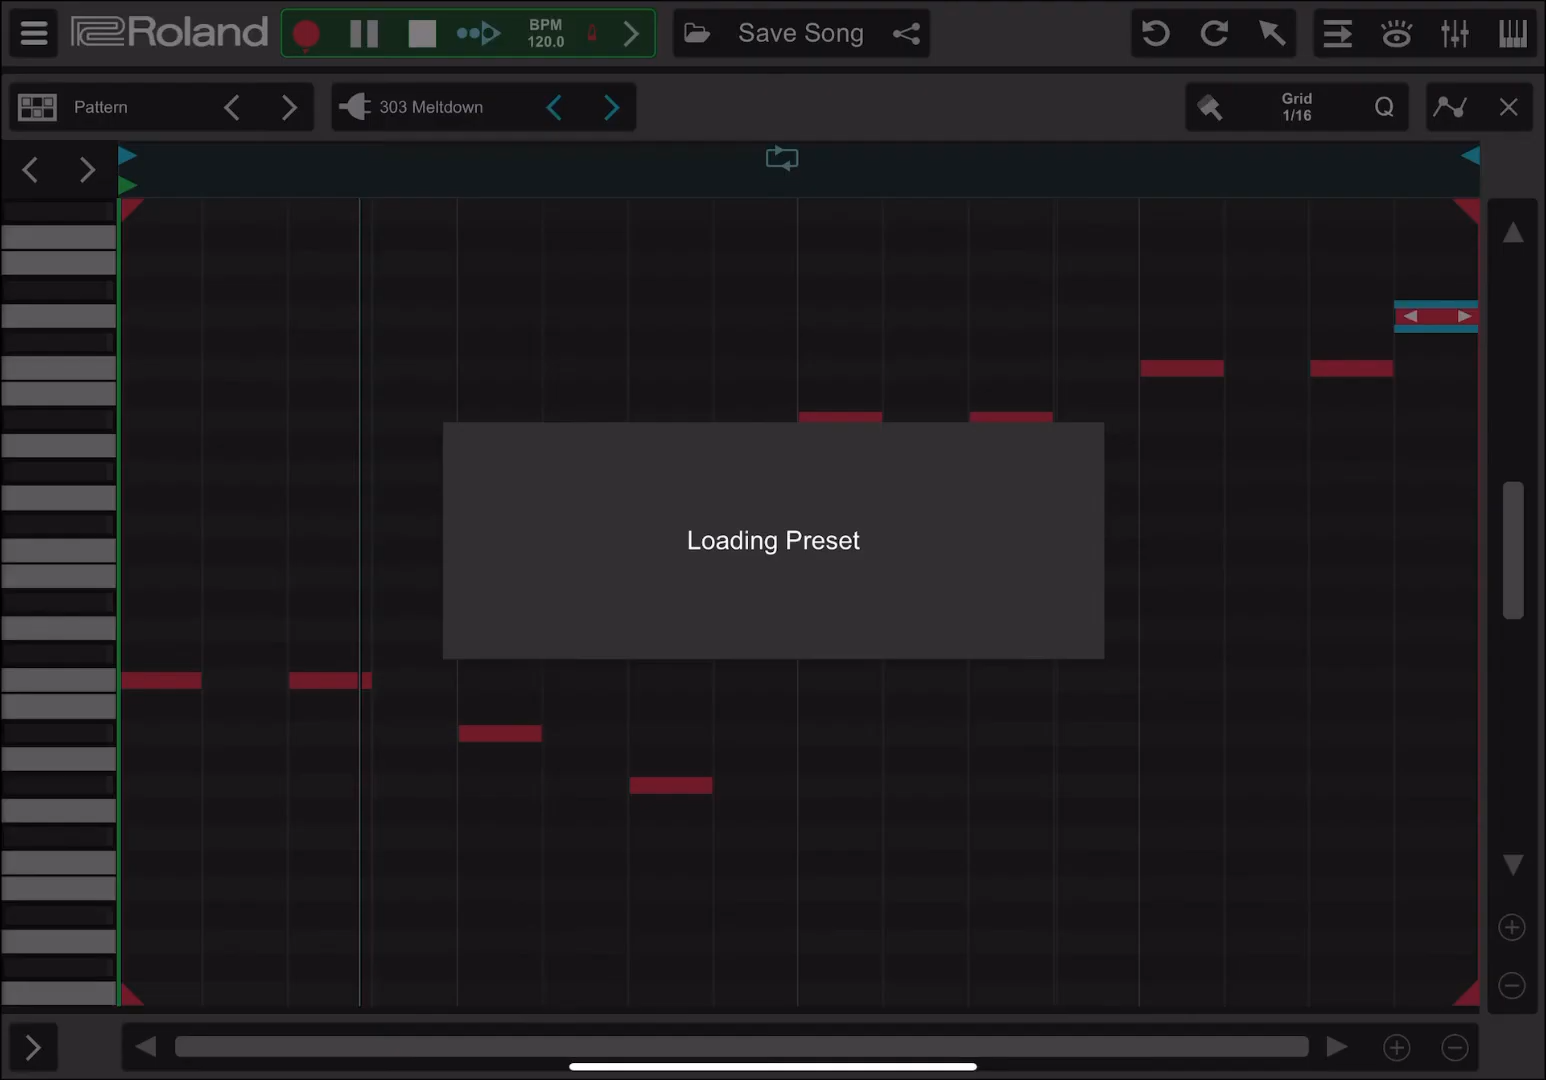 Roland
BPM
120.0
Save Song
Pattern
303 Meltdown
Grid
1/16
Q
Loading Preset